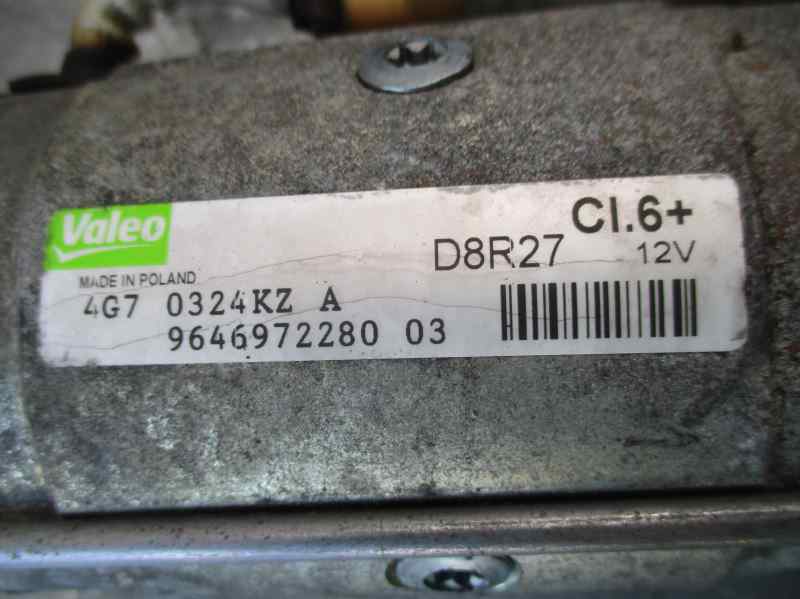 Valeo
Cl.6+
D8R27 12V
MADE IN POLAND
4G7 0324KZ A
9646972280 03